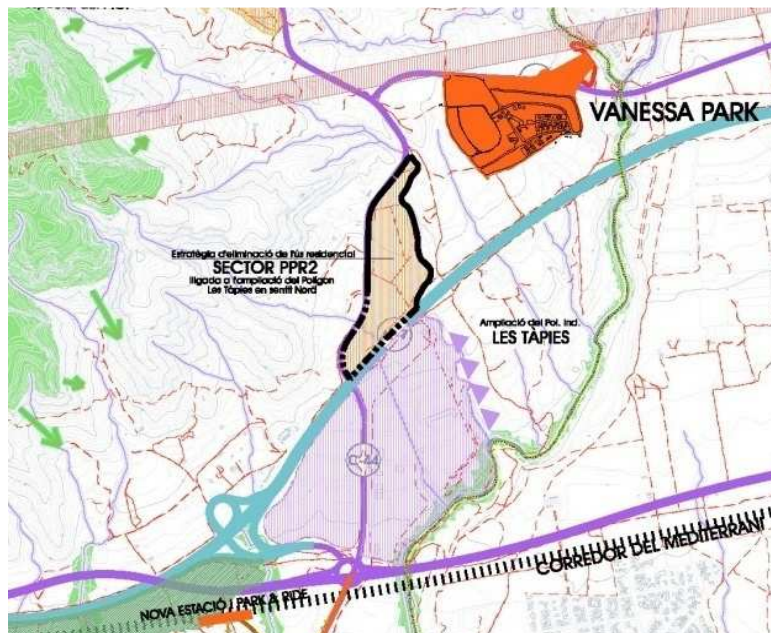 VANESSA PARK
Estratègia d'eliminació de l'ús residencial
SECTOR PPR2
lligada a l'ampliació del Polígon
Les Tàpies en sentit Nord
Ampliació del Pol. Ind.
LES TÀPIES
C-44
CORREDOR DEL MEDITERRANI
NOVA ESTACIÓ I PARK & RIDE